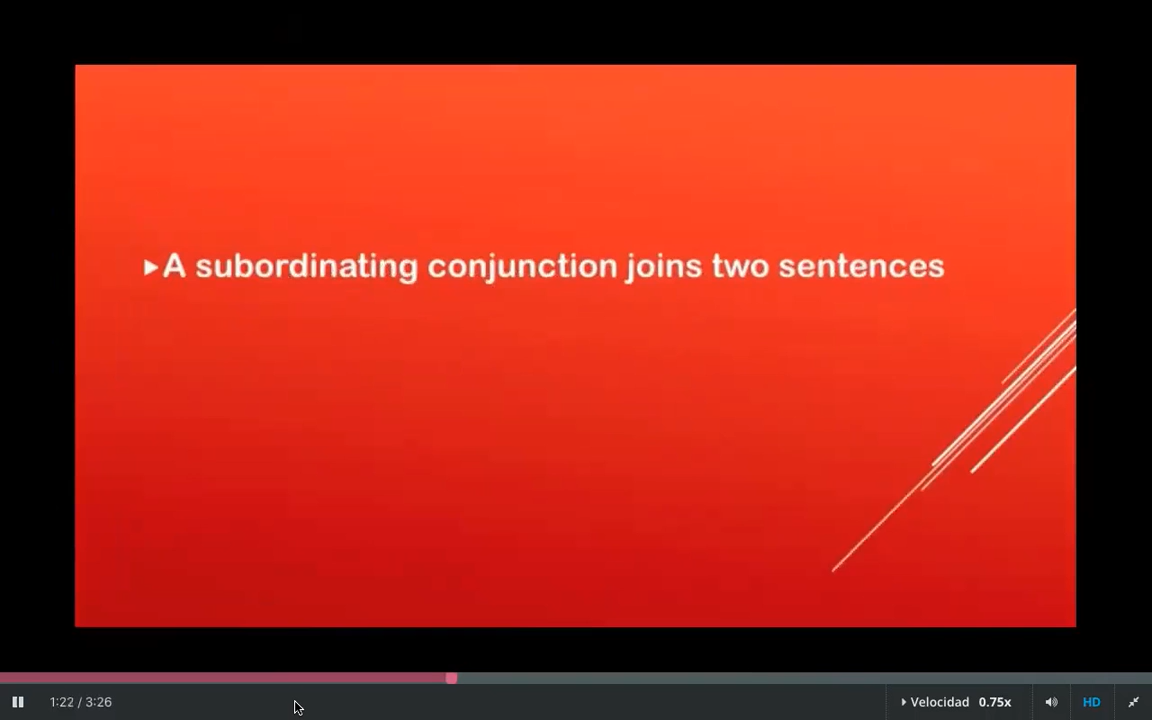 ▸A subordinating conjunction joins two sentences
1:22 / 3:26
Velocidad 0.75x
HD